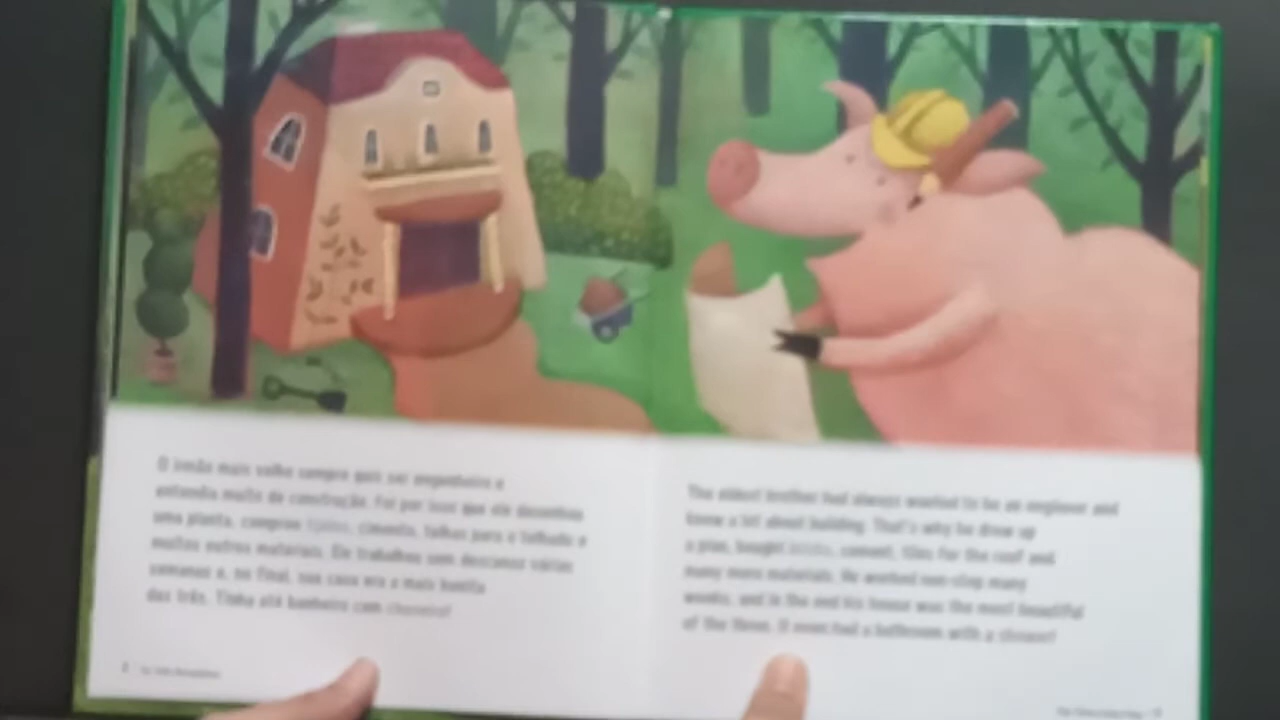 O irmão mais velho sempre quis ser engenheiro e
entendia muito de construção. Foi por isso que ele desenhou
uma planta, comprou tijolos, cimento, telhas para o telhado e
muitos outros materiais. Ele trabalhou sem descanso várias
semanas e, no final, sua casa era a mais bonita
das três. Tinha até banheiro com chuveiro!
The oldest brother had always wanted to be an engineer and
knew a lot about building. That's why he drew up
a plan, bought bricks, cement, tiles for the roof and
many more materials. He worked non-stop many
weeks, and in the end his house was the most beautiful
of the three. It even had a bathroom with a shower!